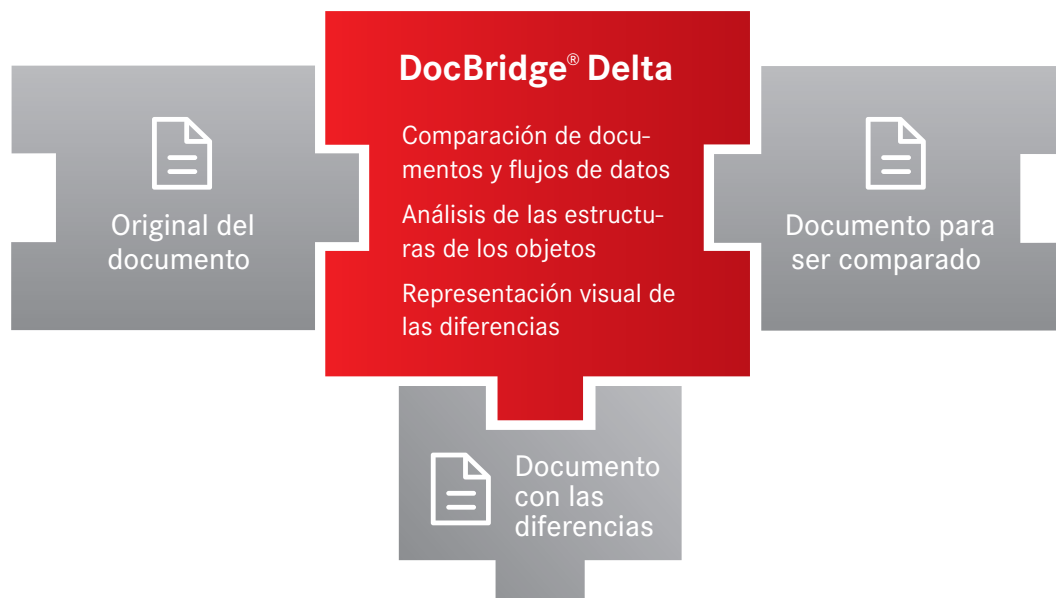 DocBridge® Delta
Comparación de docu-
mentos y flujos de datos
Análisis de las estructu-
ras de los objetos
Representación visual de
las diferencias
Original del
documento
Documento para
ser comparado
Documento
con las
diferencias